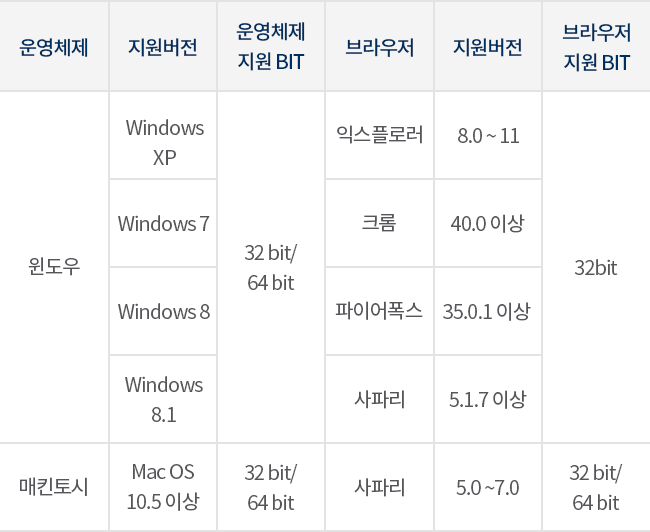 운영체제
지원버전
운영체제
지원 BIT
브라우저
지원버전
브라우저
지원 BIT
윈도우
Windows
XP
Windows 7
Windows 8
Windows
8.1
32 bit/
64 bit
익스플로러
8.0 ~ 11
크롬
40.0 이상
파이어폭스
35.0.1 이상
사파리
5.1.7 이상
32bit
매킨토시
Mac OS
10.5 이상
32 bit/
64 bit
사파리
5.0 ~7.0
32 bit/
64 bit